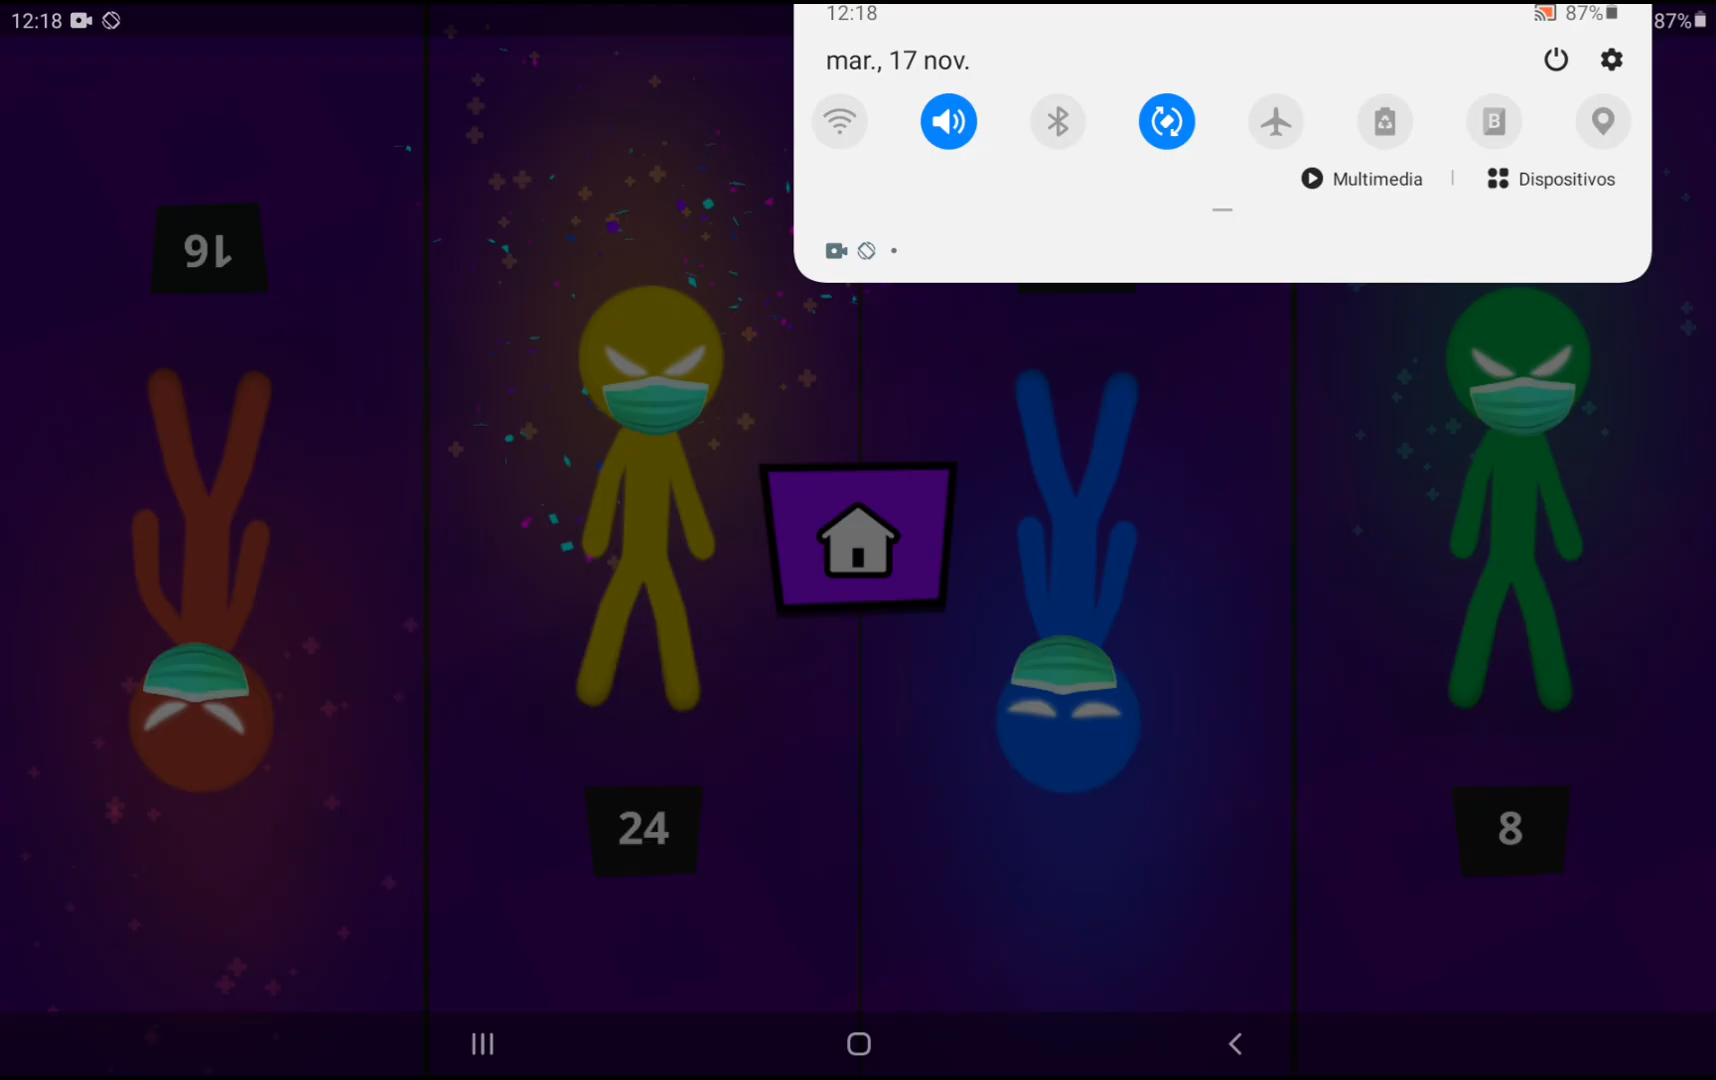 12:18
12:18
87%
87%
mar., 17 nov.
B
Multimedia
Dispositivos
16
24
8